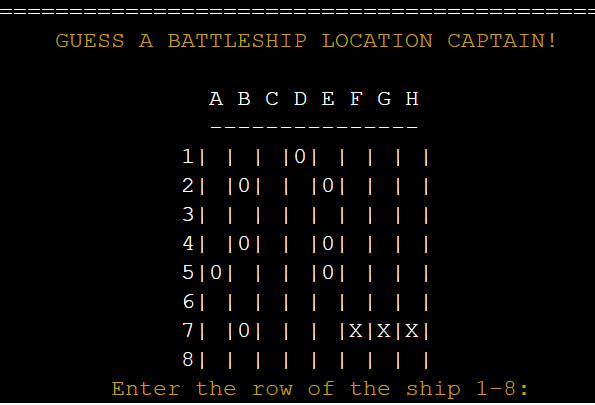 GUESS A BATTLESHIP LOCATION CAPTAIN!
A B C D E F G H
---------------
1| | | |0| | | | |
2| |0| | |0| | | |
3| | | | | | | | |
4| |0| | |0| | | |
5|0| | | |0| | | |
6| | | | | | | | |
7| |0| | | |X|X|X|
8| | | | | | | | |
Enter the row of the ship 1-8: